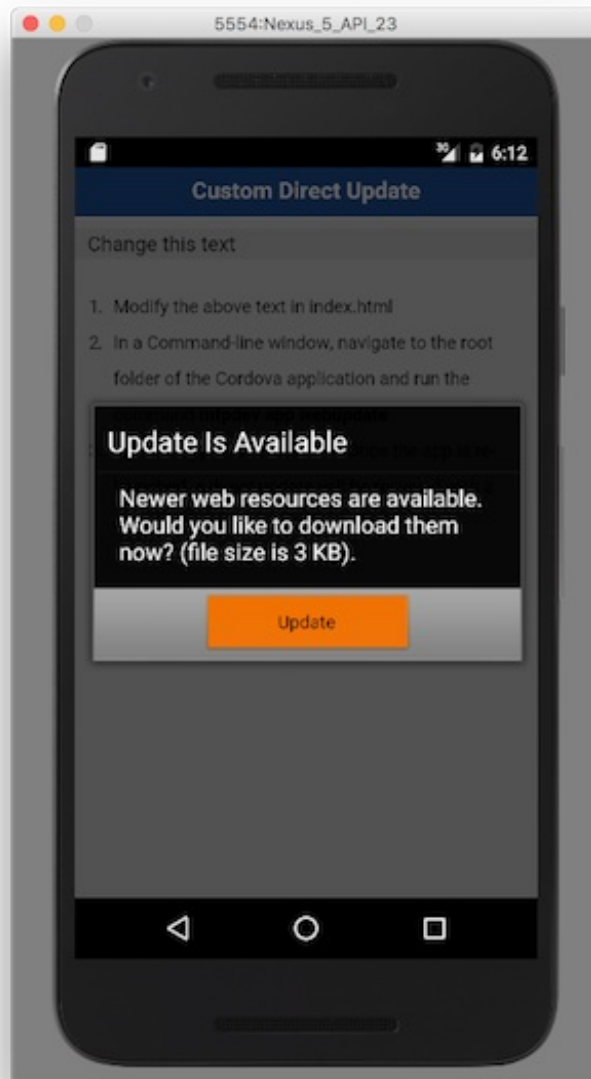 5554:Nexus_5_API_23
3G 6:12
Custom Direct Update
Change this text
1. Modify the above text in index.html
2. In a Command-line window, navigate to the root
folder of the Cordova application and run the
Update Is Available
Newer web resources are available.
Would you like to download them
now? (file size is 3 KB).
Update